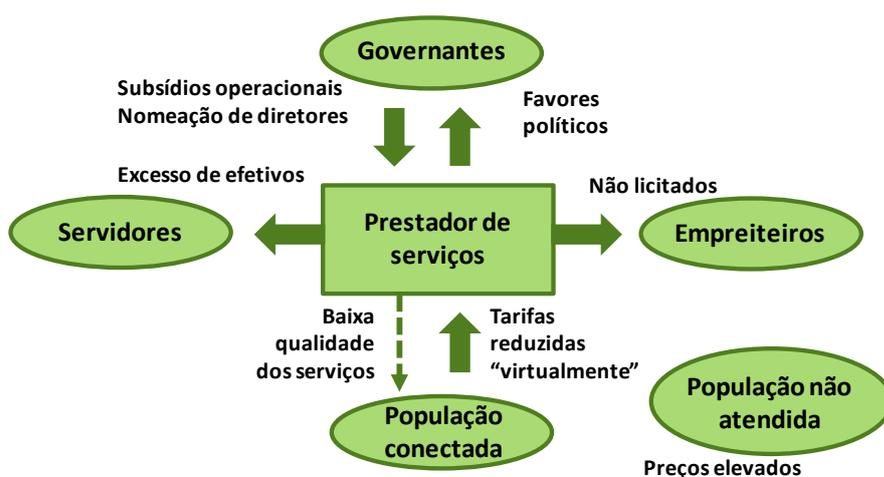 Governantes
Subsídios operacionais
Nomeação de diretores
Favores
políticos
Excesso de efetivos
Não licitados
Servidores
Prestador de
serviços
Empreiteiros
Baixa
qualidade
dos serviços
Tarifas
reduzidas
“virtualmente”
População
conectada
População não
atendida
Preços elevados